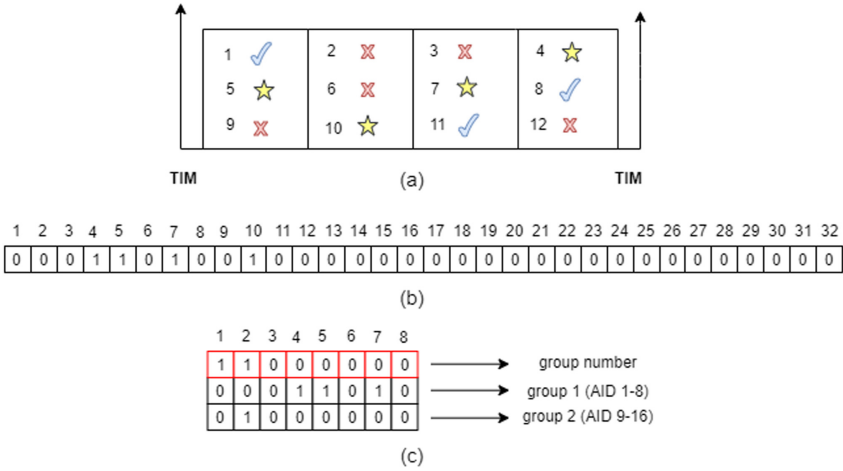 1 2 3 4
5 6 7 8
9 10 11 12
TIM TIM
(a)
1 2 3 4 5 6 7 8 9 10 11 12 13 14 15 16 17 18 19 20 21 22 23 24 25 26 27 28 29 30 31 32
0 0 0 1 1 0 1 0 0 1 0 0 0 0 0 0 0 0 0 0 0 0 0 0 0 0 0 0 0 0 0 0
(b)
1 2 3 4 5 6 7 8
1 1 0 0 0 0 0 0 group number
0 0 0 1 1 0 1 0 group 1 (AID 1-8)
0 1 0 0 0 0 0 0 group 2 (AID 9-16)
(c)